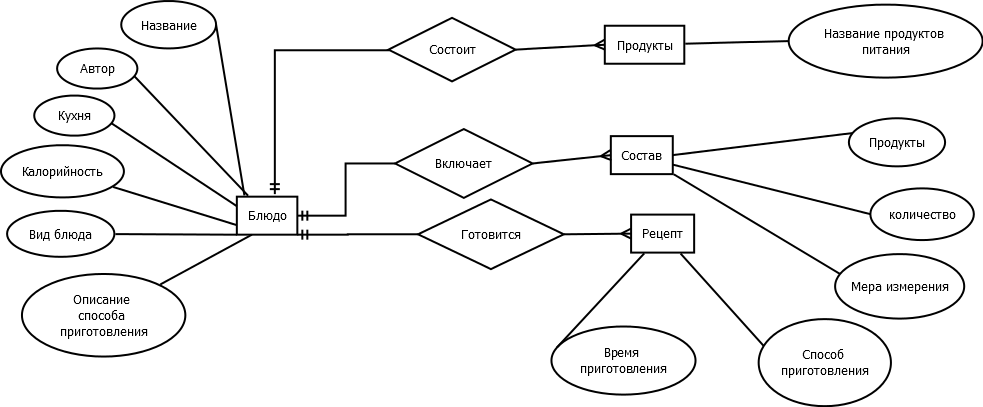 Название
Автор
Кухня
Калорийность
Вид блюда
Описание
способа
приготовления
Блюдо
Состоит
Продукты
Название продуктов
питания
Включает
Состав
Продукты
количество
Мера измерения
Готовится
Рецепт
Время
приготовления
Способ
приготовления